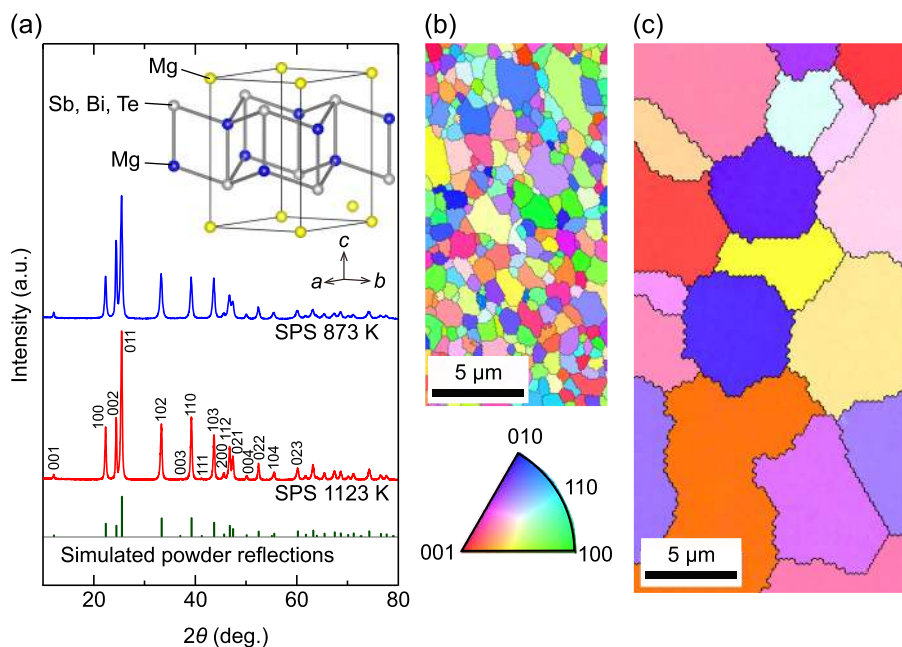 (a)
Mg
Sb, Bi, Te
Mg
c
a
b
Intensity (a.u.)
SPS 873 K
001
100
002
011
102
003
110
111
103
200
112
021
004
022
104
023
SPS 1123 K
Simulated powder reflections
20
40
60
80
2θ (deg.)
(b)
5 μm
010
110
001
100
(c)
5 μm